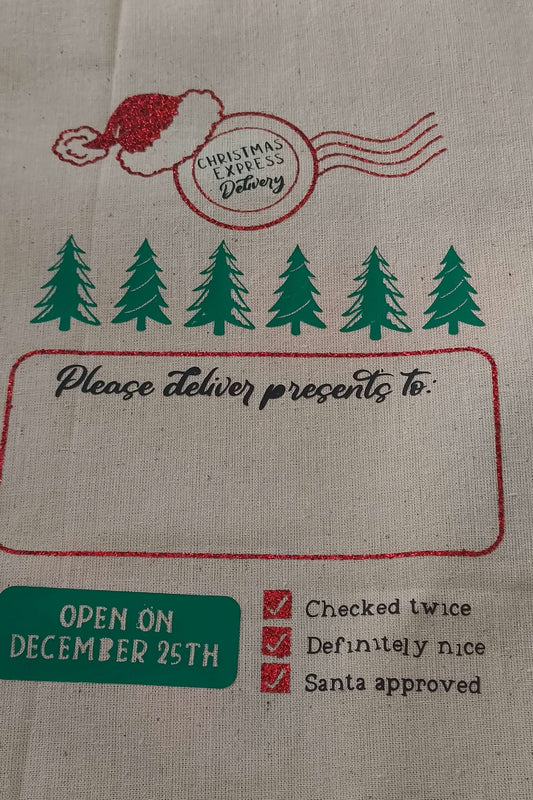 CHRISTMAS
EXPRESS
Delivery
Please deliver presents to:
OPEN ON
DECEMBER 25TH
Checked twice
Definitely nice
Santa approved